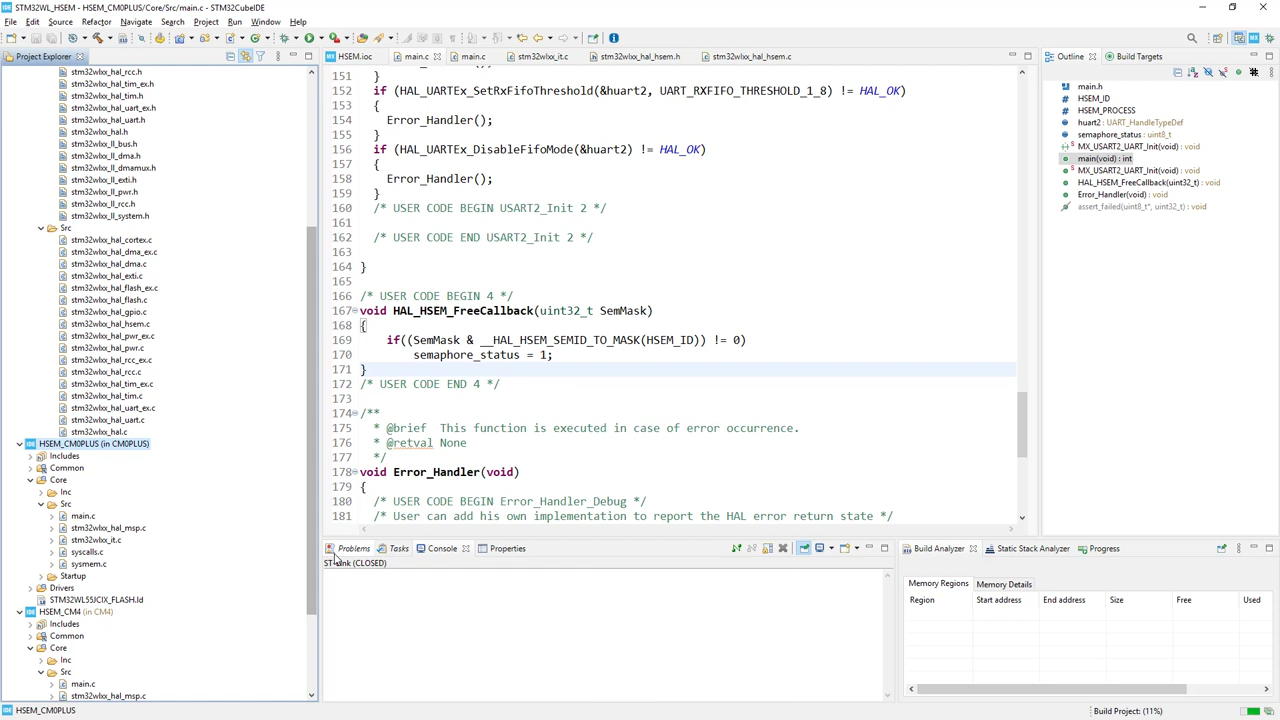 STM32WL_HSEM - HSEM_CM0PLUS/Core/Src/main.c - STM32CubeIDE
File Edit Source Refactor Navigate Search Project Run Window Help
Project Explorer
stm32wlxx_hal_rcc.h
stm32wlxx_hal_tim_ex.h
stm32wlxx_hal_tim.h
stm32wlxx_hal_uart_ex.h
stm32wlxx_hal_uart.h
stm32wlxx_hal.h
stm32wlxx_ll_bus.h
stm32wlxx_ll_dma.h
stm32wlxx_ll_dmamux.h
stm32wlxx_ll_exti.h
stm32wlxx_ll_pwr.h
stm32wlxx_ll_rcc.h
stm32wlxx_ll_system.h
Src
stm32wlxx_hal_cortex.c
stm32wlxx_hal_dma_ex.c
stm32wlxx_hal_dma.c
stm32wlxx_hal_exti.c
stm32wlxx_hal_flash_ex.c
stm32wlxx_hal_flash.c
stm32wlxx_hal_gpio.c
stm32wlxx_hal_hsem.c
stm32wlxx_hal_pwr_ex.c
stm32wlxx_hal_pwr.c
stm32wlxx_hal_rcc_ex.c
stm32wlxx_hal_rcc.c
stm32wlxx_hal_tim_ex.c
stm32wlxx_hal_tim.c
stm32wlxx_hal_uart_ex.c
stm32wlxx_hal_uart.c
stm32wlxx_hal.c
HSEM_CM0PLUS (in CM0PLUS)
Includes
Common
Core
Inc
Src
main.c
stm32wlxx_hal_msp.c
stm32wlxx_it.c
syscalls.c
sysmem.c
Startup
Drivers
STM32WL55JCIX_FLASH.ld
HSEM_CM4 (in CM4)
Includes
Common
Core
Inc
Src
main.c
stm32wlxx_hal_msp.c
HSEM.ioc main.c main.c stm32wlxx_it.c stm32wlxx_hal_hsem.h stm32wlxx_hal_hsem.c
151 }
152 if (HAL_UARTEx_SetRxFifoThreshold(&huart2, UART_RXFIFO_THRESHOLD_1_8) != HAL_OK)
153 {
154 Error_Handler();
155 }
156 if (HAL_UARTEx_DisableFifoMode(&huart2) != HAL_OK)
157 {
158 Error_Handler();
159 }
160 /* USER CODE BEGIN USART2_Init 2 */
161
162 /* USER CODE END USART2_Init 2 */
163
164 }
165
166 /* USER CODE BEGIN 4 */
167 void HAL_HSEM_FreeCallback(uint32_t SemMask)
168 {
169 if((SemMask & __HAL_HSEM_SEMID_TO_MASK(HSEM_ID)) != 0)
170 semaphore_status = 1;
171 }
172 /* USER CODE END 4 */
173
174 /**
175 * @brief This function is executed in case of error occurrence.
176 * @retval None
177 */
178 void Error_Handler(void)
179 {
180 /* USER CODE BEGIN Error_Handler_Debug */
181 /* User can add his own implementation to report the HAL error return state */
Outline Build Targets
main.h
HSEM_ID
HSEM_PROCESS
huart2 : UART_HandleTypeDef
semaphore_status : uint8_t
MX_USART2_UART_Init(void) : void
main(void) : int
MX_USART2_UART_Init(void) : void
HAL_HSEM_FreeCallback(uint32_t) : void
Error_Handler(void) : void
assert_failed(uint8_t*, uint32_t) : void
Problems Tasks Console Properties
(CLOSED)
Build Analyzer Static Stack Analyzer Progress
Memory Regions Memory Details
Region Start address End address Size Free Used
HSEM_CM0PLUS
Build Project: (11%)